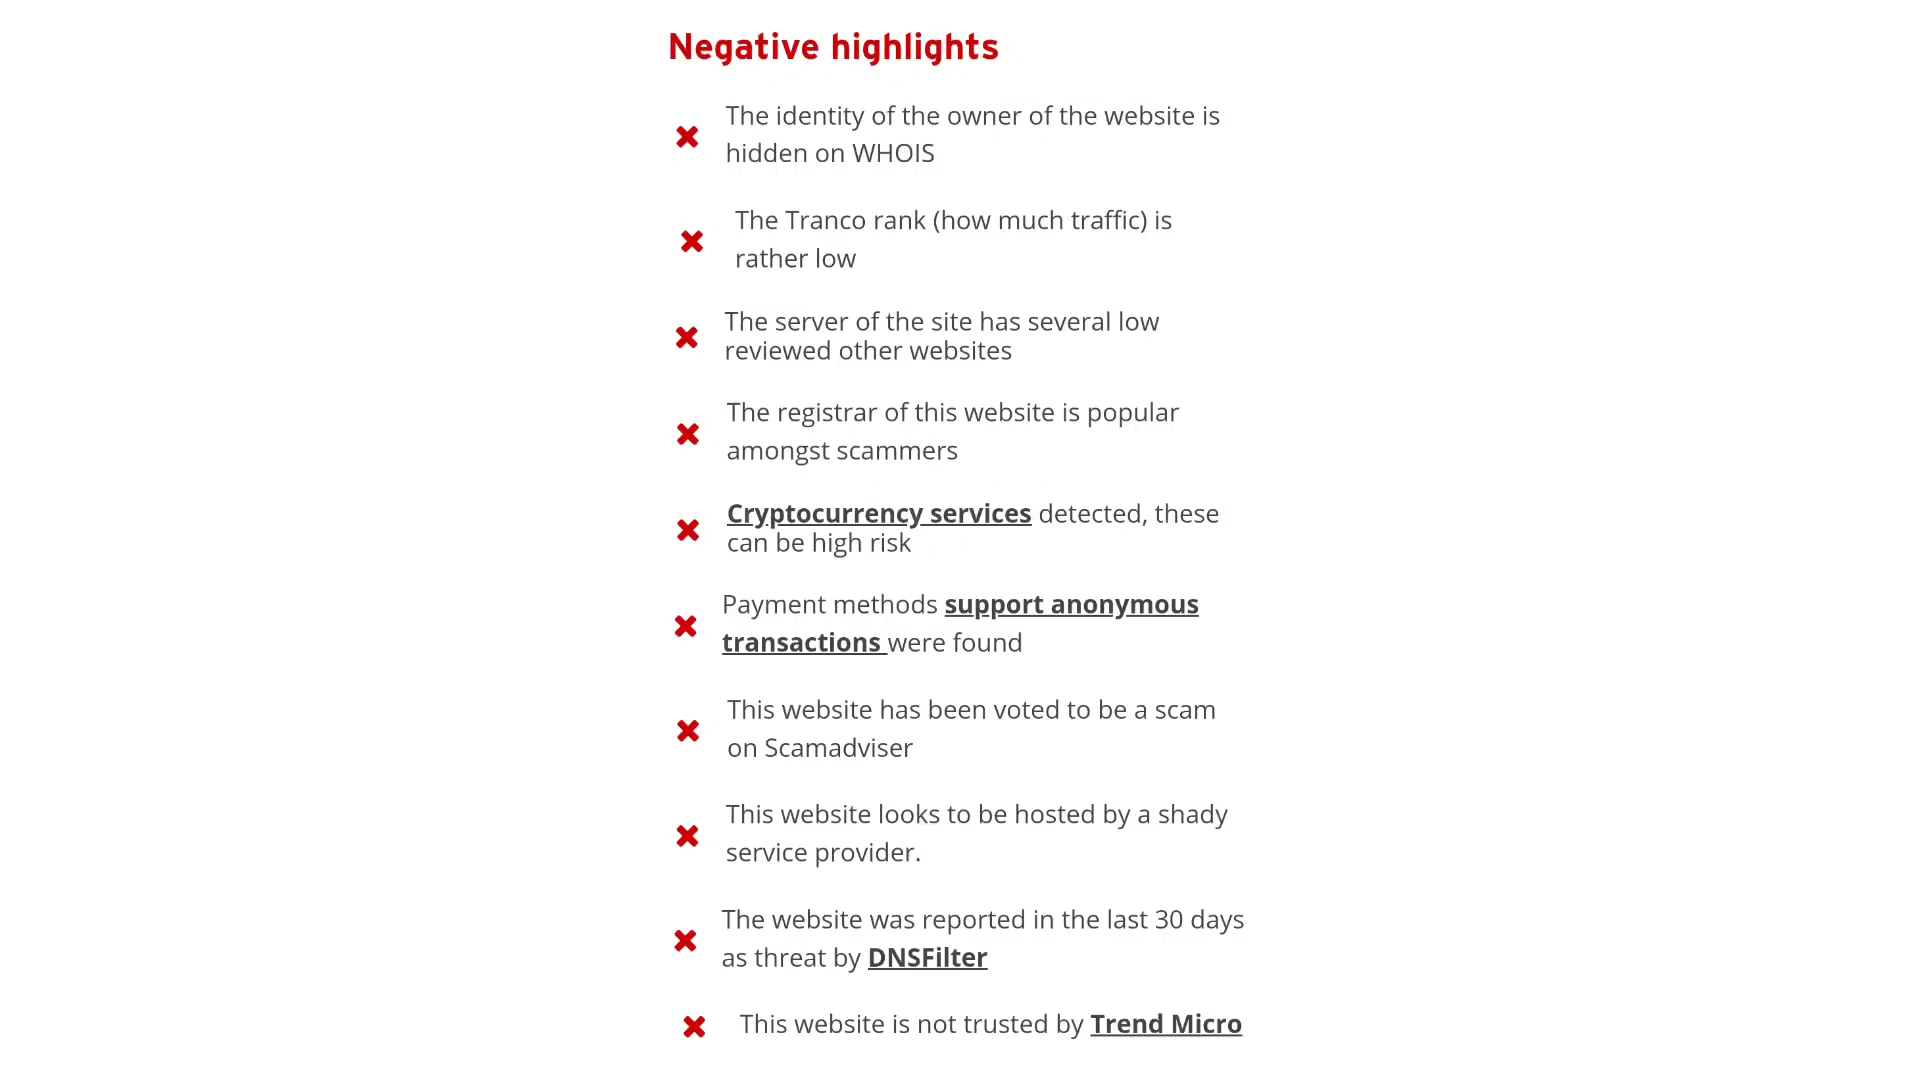 Negative highlights
The identity of the owner of the website is
hidden on WHOIS
The Tranco rank (how much traffic) is
rather low
The server of the site has several low
reviewed other websites
The registrar of this website is popular
amongst scammers
Cryptocurrency services detected, these
can be high risk
Payment methods support anonymous
transactions were found
This website has been voted to be a scam
on Scamadviser
This website looks to be hosted by a shady
service provider.
The website was reported in the last 30 days
as threat by DNSFilter
This website is not trusted by Trend Micro